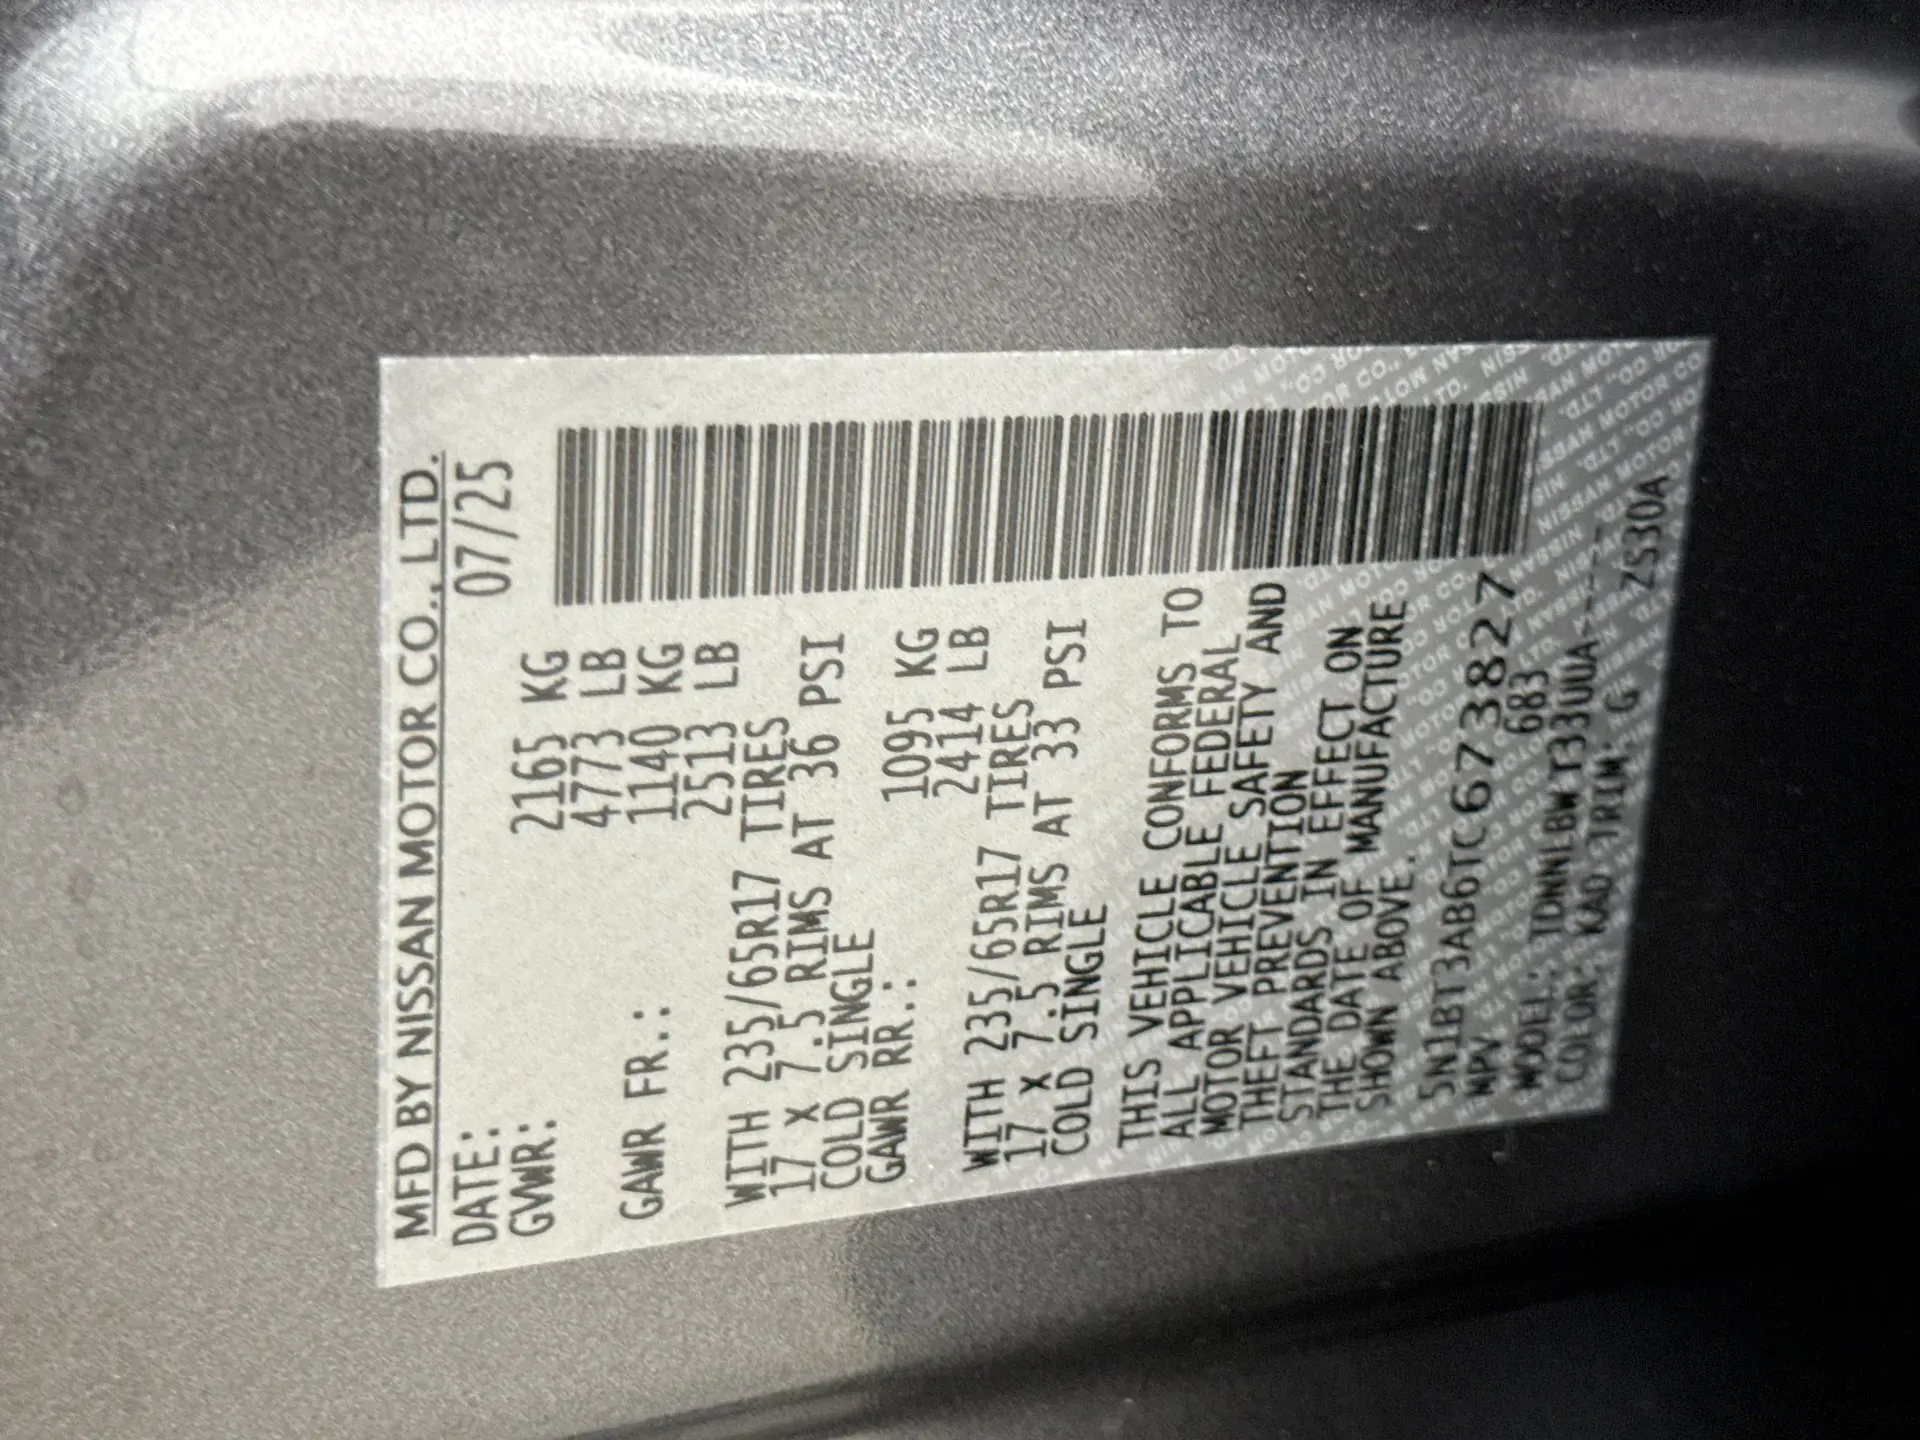 MFD BY NISSAN MOTOR CO., LTD.
DATE: 07/25
GVWR: 2165 KG
4773 LB
GAWR FR.: 1140 KG
2513 LB
WITH 235/65R17 TIRES
17 X 7.5 RIMS AT 36 PSI
COLD SINGLE
GAWR RR.: 1095 KG
2414 LB
WITH 235/65R17 TIRES
17 X 7.5 RIMS AT 33 PSI
COLD SINGLE
THIS VEHICLE CONFORMS TO
ALL APPLICABLE FEDERAL
MOTOR VEHICLE SAFETY AND
THEFT PREVENTION
STANDARDS IN EFFECT ON
THE DATE OF MANUFACTURE
SHOWN ABOVE.
5N1BT3AB6TC673827
MPV 683
MODEL: TDNNLBWT33UUA-----
COLOR: KAD TRIM: G ZS30A